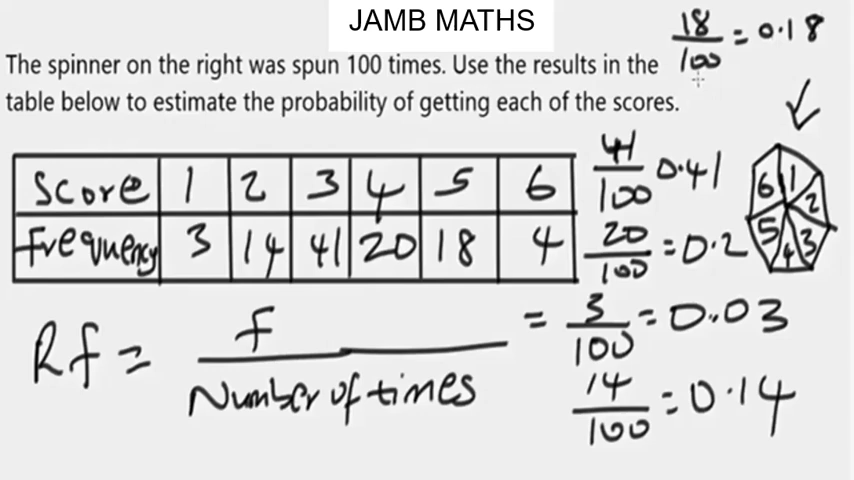 JAMB MATHS
18/100 = 0.18
The spinner on the right was spun 100 times. Use the results in the
table below to estimate the probability of getting each of the scores.
Score 1 2 3 4 5 6
Frequency 3 14 41 20 18 4
41/100 0.41
20/100 = 0.2
6 1 2 3 4 5
Rf = f / Number of times
= 3/100 = 0.03
14/100 = 0.14